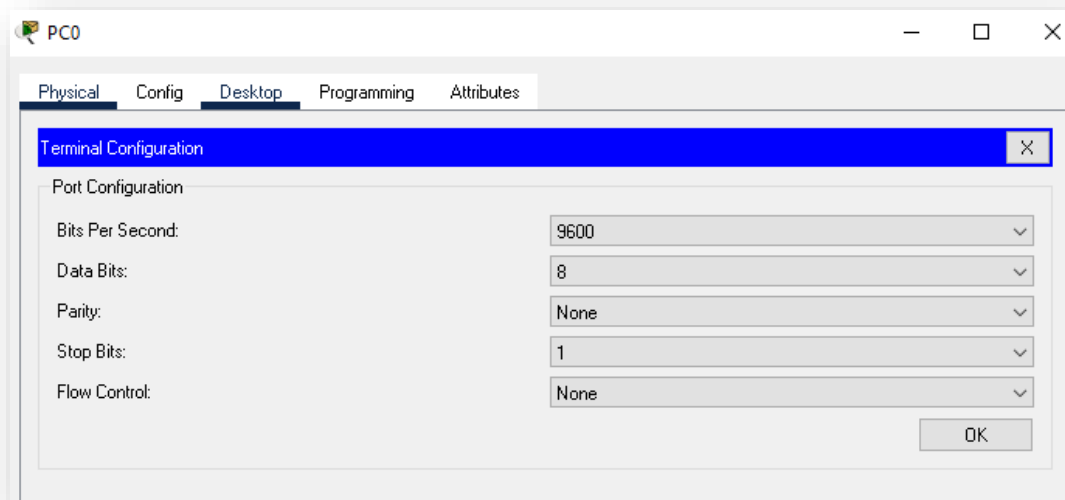 PC0
Physical Config Desktop Programming Attributes
Terminal Configuration X
Port Configuration
Bits Per Second: 9600
Data Bits: 8
Parity: None
Stop Bits: 1
Flow Control: None
OK